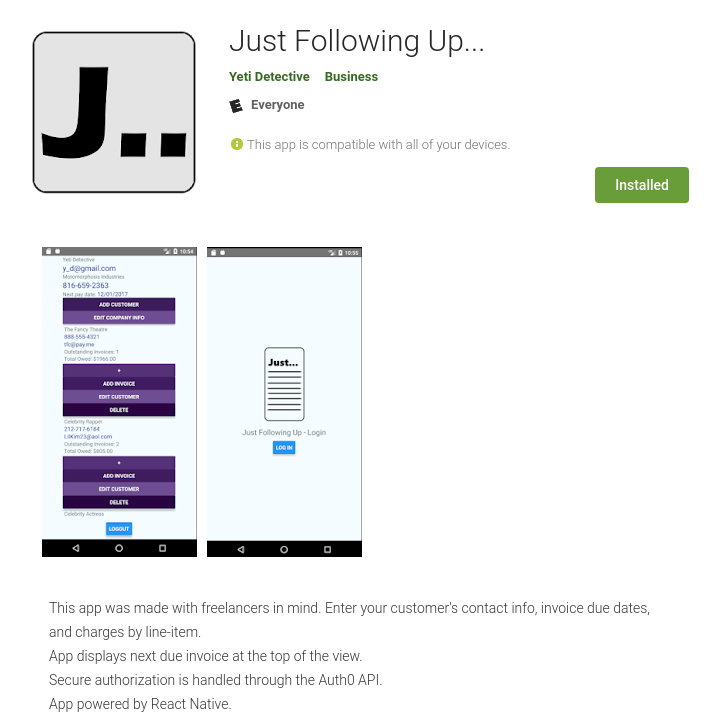 J..
Just Following Up...
Yeti Detective Business
Everyone
This app is compatible with all of your devices.
Installed
10:54
Yeti Detective
y_d@gmail.com
Motomorphosis Industries
816-659-2363
Next pay date: 12/01/2017
ADD CUSTOMER
EDIT COMPANY INFO
The Fancy Theatre
888-555-4321
tfc@pay.me
Outstanding Invoices: 1
Total Owed: $1966.00
+
ADD INVOICE
EDIT CUSTOMER
DELETE
Celebrity Rapper
212-717-6184
LilKim23@aol.com
Outstanding Invoices: 2
Total Owed: $805.00
+
ADD INVOICE
EDIT CUSTOMER
DELETE
Celebrity Actress
LOGOUT
10:55
Just...
Just Following Up - Login
LOG IN
This app was made with freelancers in mind. Enter your customer's contact info, invoice due dates,
and charges by line-item.
App displays next due invoice at the top of the view.
Secure authorization is handled through the Auth0 API.
App powered by React Native.